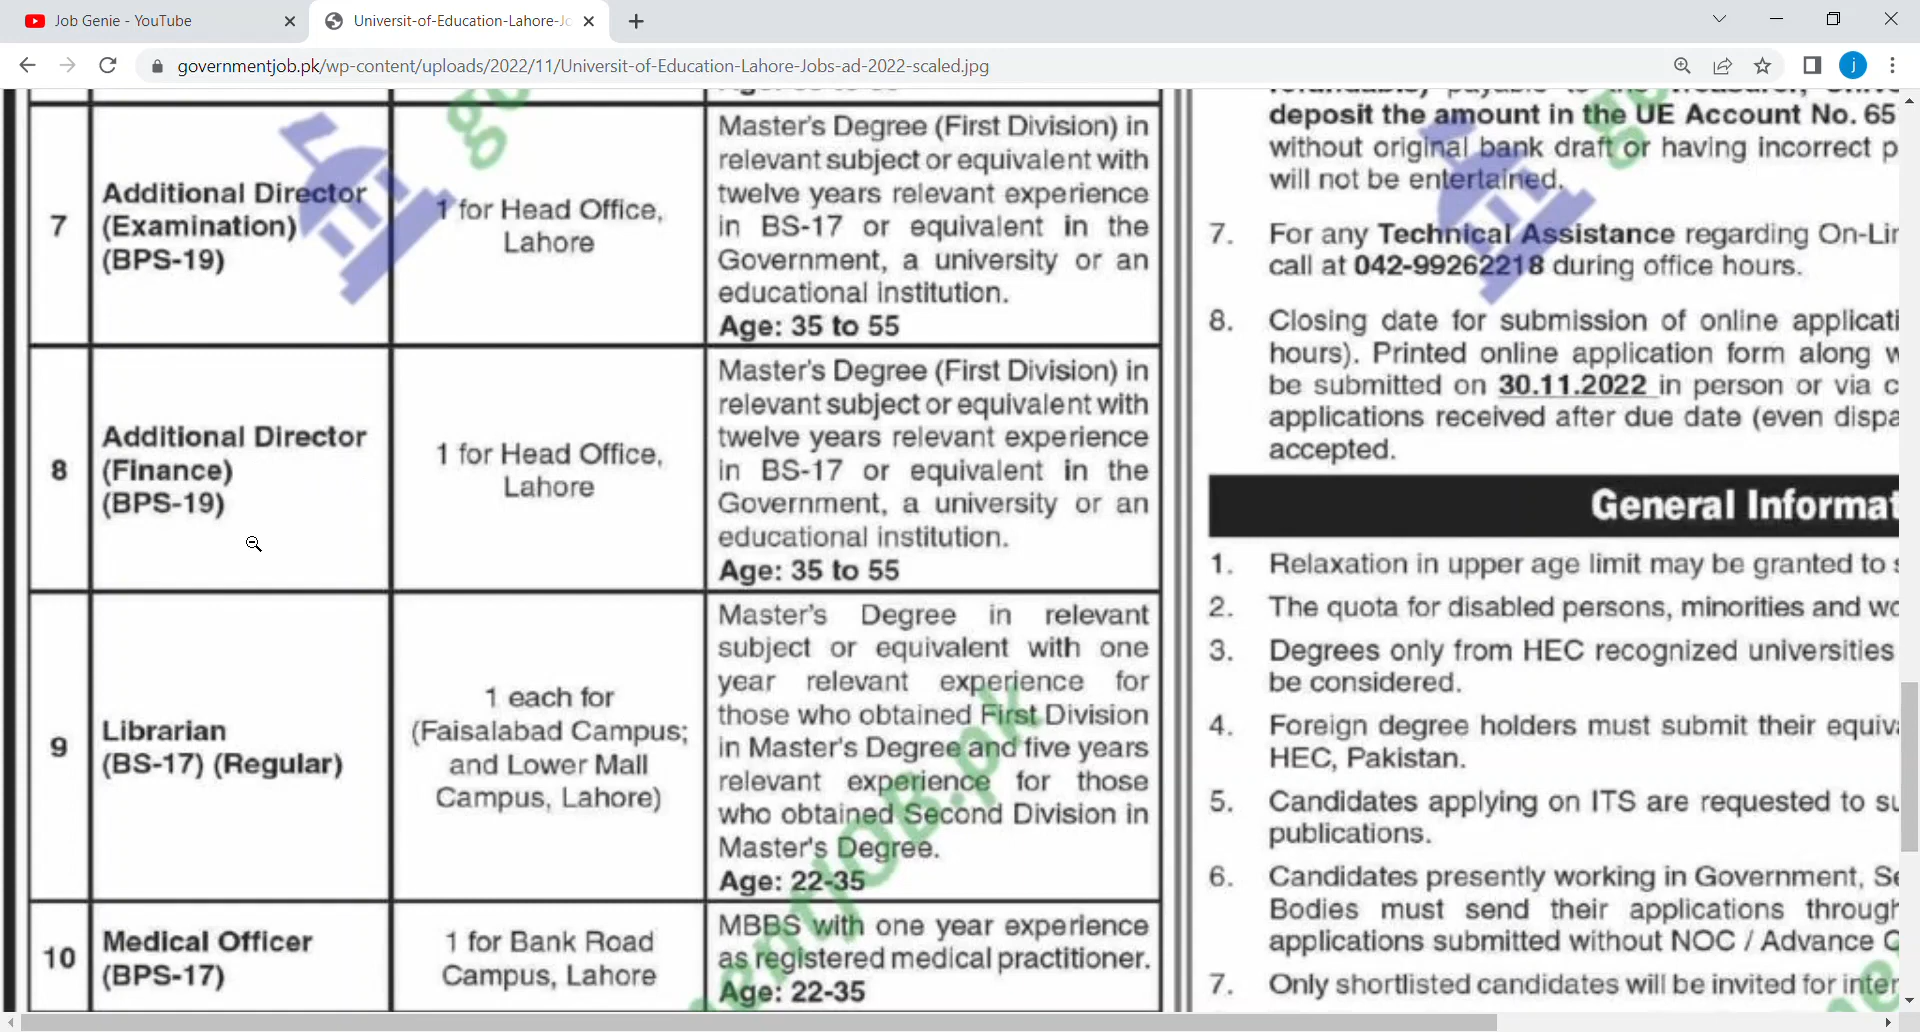 Job Genie - YouTube
Universit-of-Education-Lahore-Jo
governmentjob.pk/wp-content/uploads/2022/11/Universit-of-Education-Lahore-Jobs-ad-2022-scaled.jpg
j
7
Additional Director
(Examination)
(BPS-19)
1 for Head Office,
Lahore
Master's Degree (First Division) in
relevant subject or equivalent with
twelve years relevant experience
in BS-17 or equivalent in the
Government, a university or an
educational institution.
Age: 35 to 55
8
Additional Director
(Finance)
(BPS-19)
1 for Head Office,
Lahore
Master's Degree (First Division) in
relevant subject or equivalent with
twelve years relevant experience
in BS-17 or equivalent in the
Government, a university or an
educational institution.
Age: 35 to 55
9
Librarian
(BS-17) (Regular)
1 each for
(Faisalabad Campus;
and Lower Mall
Campus, Lahore)
Master's Degree in relevant
subject or equivalent with one
year relevant experience for
those who obtained First Division
in Master's Degree and five years
relevant experience for those
who obtained Second Division in
Master's Degree.
Age: 22-35
10
Medical Officer
(BPS-17)
1 for Bank Road
Campus, Lahore
MBBS with one year experience
as registered medical practitioner.
Age: 22-35
deposit the amount in the UE Account No. 65
without original bank draft or having incorrect p
will not be entertained.
7. For any Technical Assistance regarding On-Lin
call at 042-99262218 during office hours.
8. Closing date for submission of online applicati
hours). Printed online application form along w
be submitted on 30.11.2022 in person or via c
applications received after due date (even dispa
accepted.
General Informat
1. Relaxation in upper age limit may be granted to s
2. The quota for disabled persons, minorities and wo
3. Degrees only from HEC recognized universities
be considered.
4. Foreign degree holders must submit their equiva
HEC, Pakistan.
5. Candidates applying on ITS are requested to su
publications.
6. Candidates presently working in Government, Se
Bodies must send their applications through
applications submitted without NOC / Advance C
7. Only shortlisted candidates will be invited for inter